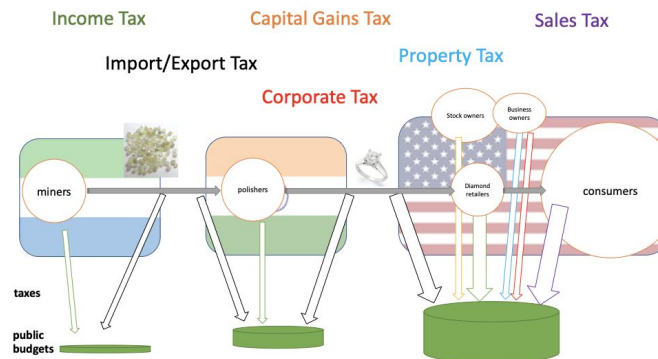 Income Tax
Capital Gains Tax
Sales Tax
Import/Export Tax
Property Tax
Corporate Tax
Stock owners
Business
owners
miners
polishers
Diamond
retailers
consumers
taxes
public
budgets